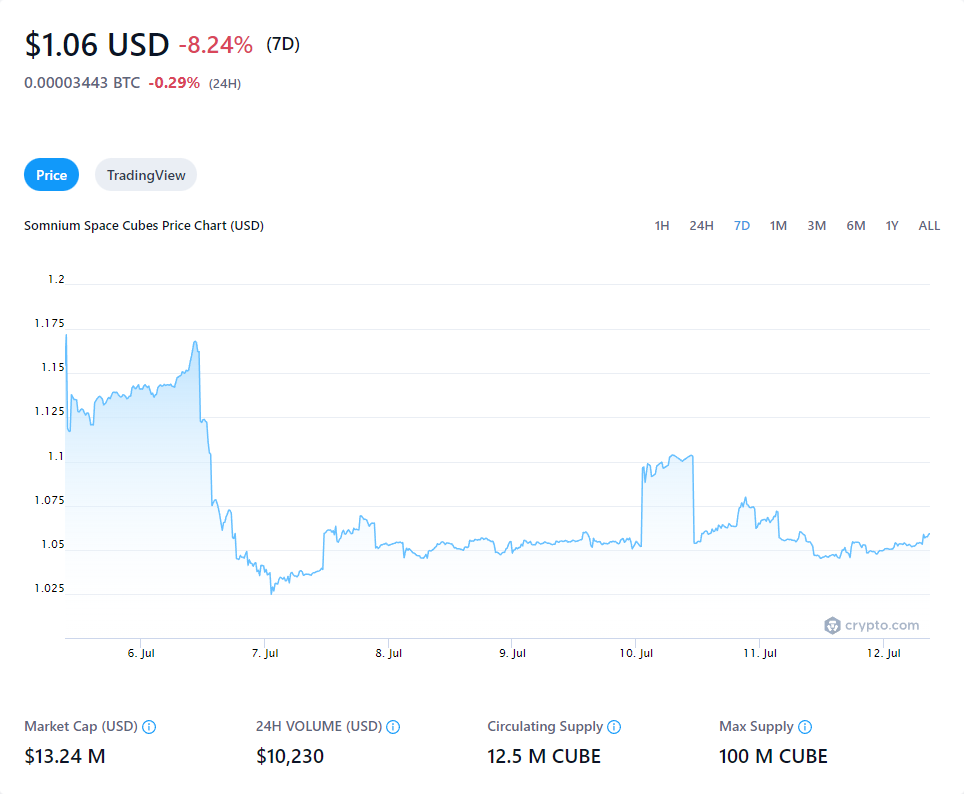 $1.06 USD -8.24% (7D)
0.00003443 BTC -0.29% (24H)
Price TradingView
Somnium Space Cubes Price Chart (USD) 1H 24H 7D 1M 3M 6M 1Y ALL
1.2
1.175
1.15
1.125
1.1
1.075
1.05
1.025
crypto.com
6. Jul 7. Jul 8. Jul 9. Jul 10. Jul 11. Jul 12. Jul
Market Cap (USD) 24H VOLUME (USD) Circulating Supply Max Supply
$13.24 M $10,230 12.5 M CUBE 100 M CUBE